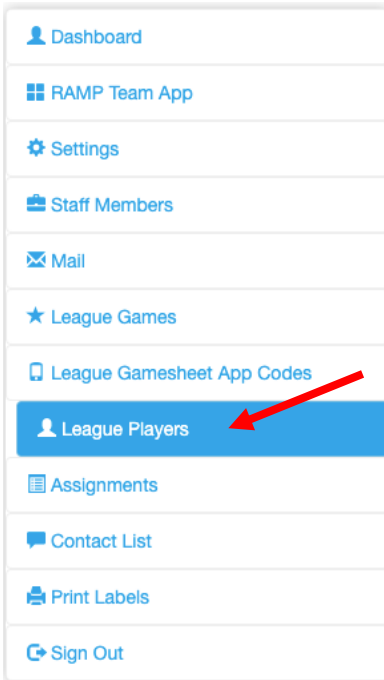 Dashboard
RAMP Team App
Settings
Staff Members
Mail
League Games
League Gamesheet App Codes
League Players
Assignments
Contact List
Print Labels
Sign Out